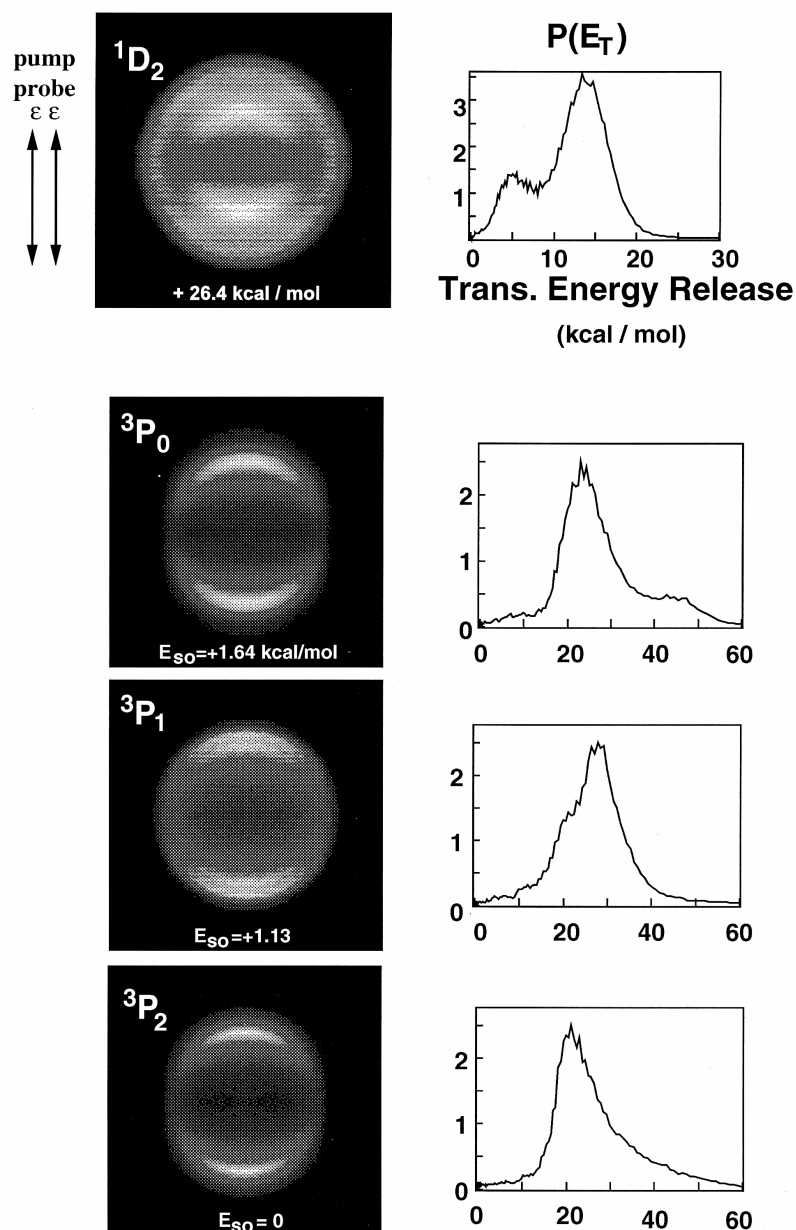 pump
probe
ε ε
¹D₂
+ 26.4 kcal / mol
P(E_T)
3
2
1
0 10 20 30
Trans. Energy Release
(kcal / mol)
³P₀
E_SO=+1.64 kcal/mol
2
1
0
0 20 40 60
³P₁
E_SO=+1.13
2
1
0
0 20 40 60
³P₂
E_SO= 0
2
1
0
0 20 40 60